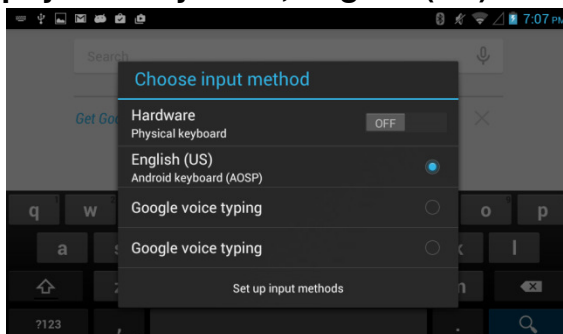 7:07 PM
Search
Choose input method
Get Goo
Hardware
Physical keyboard
OFF
English (US)
Android keyboard (AOSP)
Google voice typing
Google voice typing
Set up input methods
q w o p
a l
?123 , .